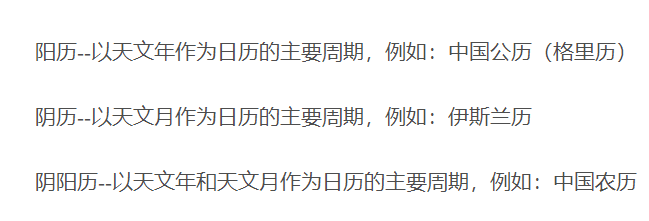 阳历--以天文年作为日历的主要周期，例如：中国公历（格里历）
阴历--以天文月作为日历的主要周期，例如：伊斯兰历
阴阳历--以天文年和天文月作为日历的主要周期，例如：中国农历